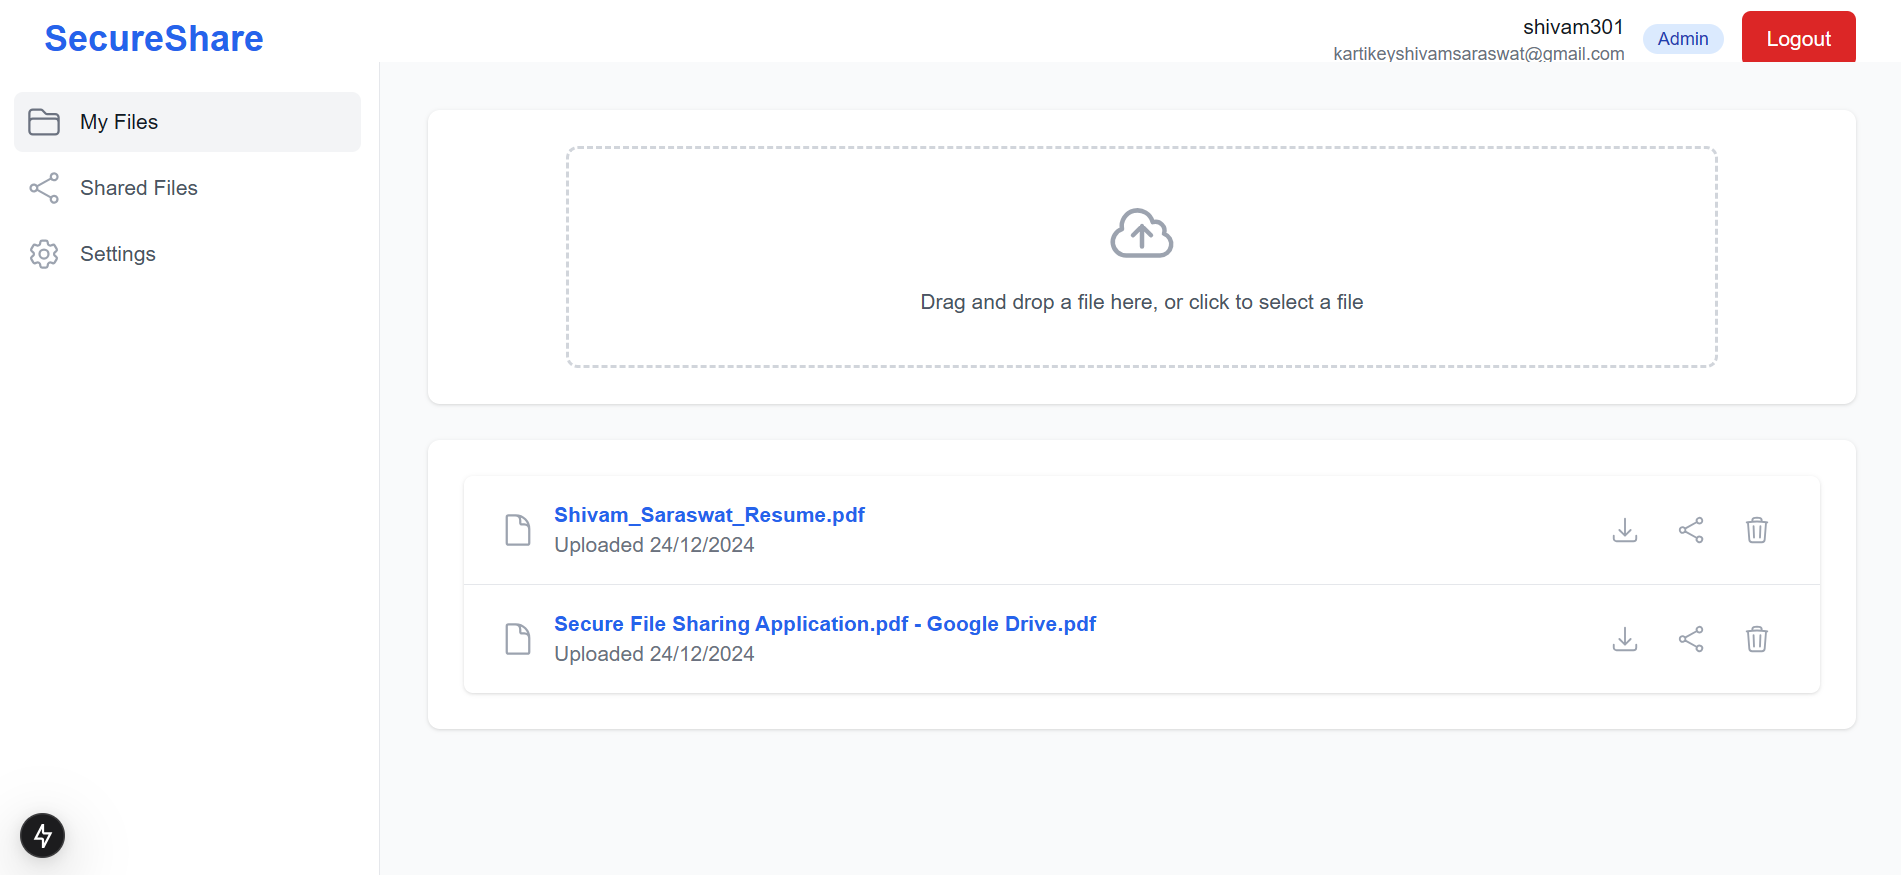 SecureShare
shivam301
kartikeyshivamsaraswat@gmail.com
Admin
Logout
My Files
Shared Files
Settings
Drag and drop a file here, or click to select a file
Shivam_Saraswat_Resume.pdf
Uploaded 24/12/2024
Secure File Sharing Application.pdf - Google Drive.pdf
Uploaded 24/12/2024